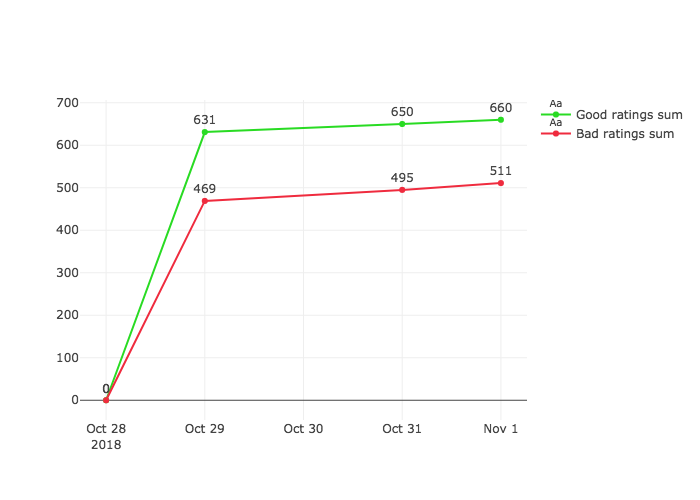 700
600
500
400
300
200
100
0
631
650
660
469
495
511
0
Oct 28
2018
Oct 29
Oct 30
Oct 31
Nov 1
Aa
Good ratings sum
Aa
Bad ratings sum